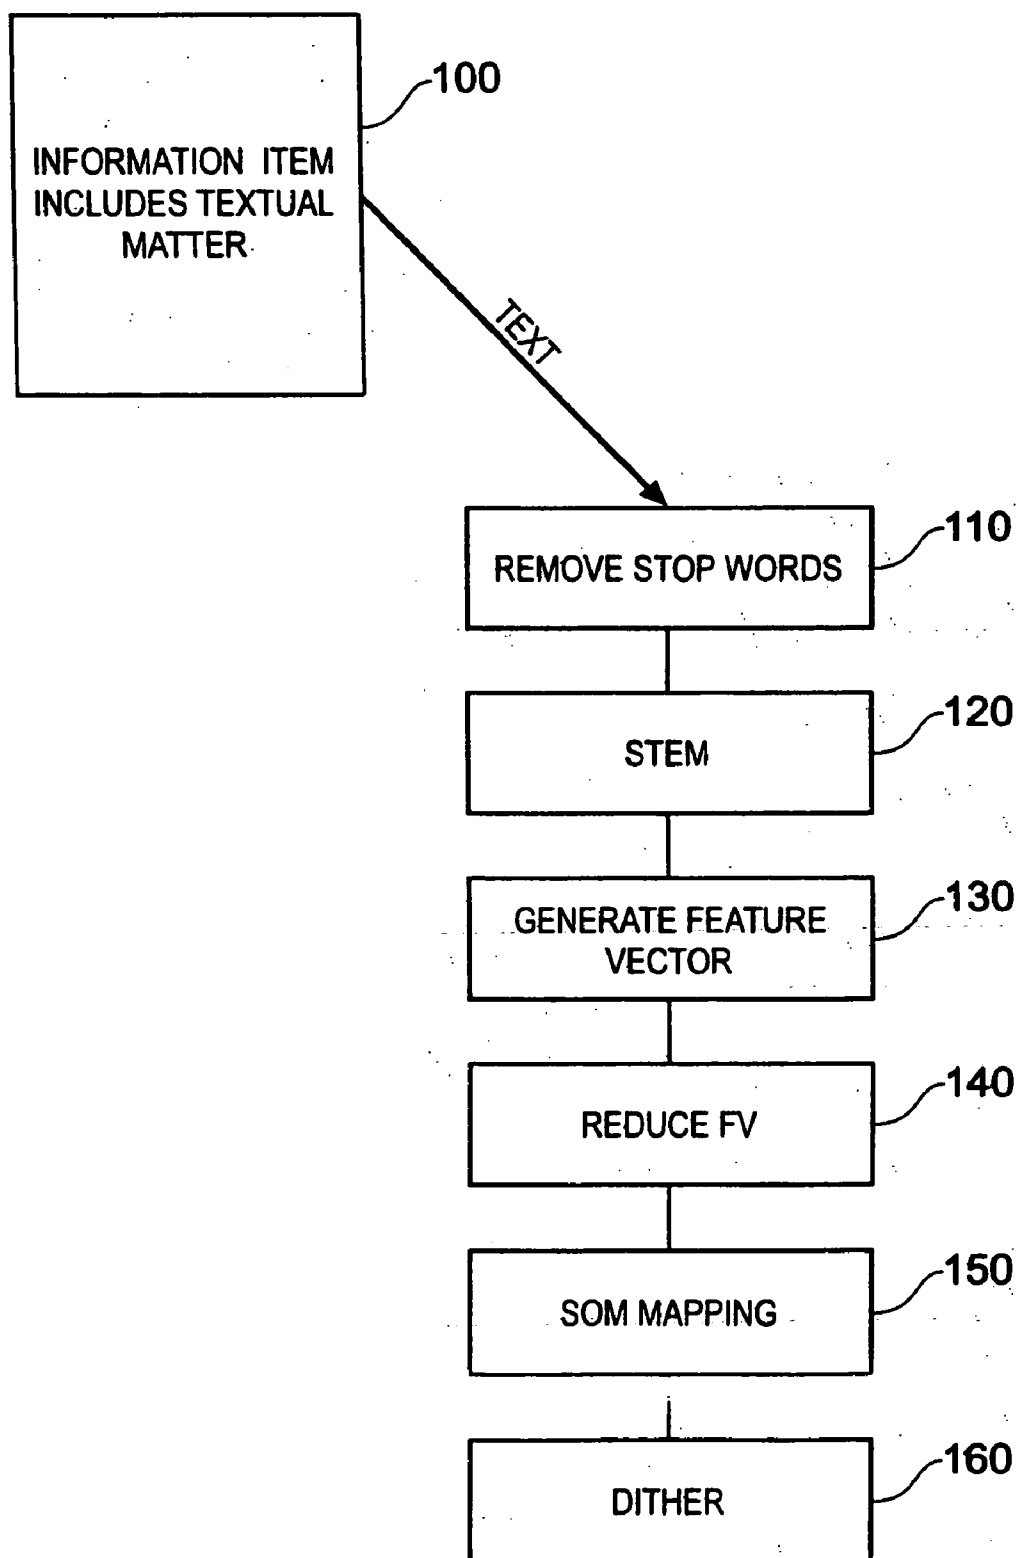 100
INFORMATION ITEM
INCLUDES TEXTUAL
MATTER
TEXT
110
REMOVE STOP WORDS
120
STEM
130
GENERATE FEATURE
VECTOR
140
REDUCE FV
150
SOM MAPPING
160
DITHER